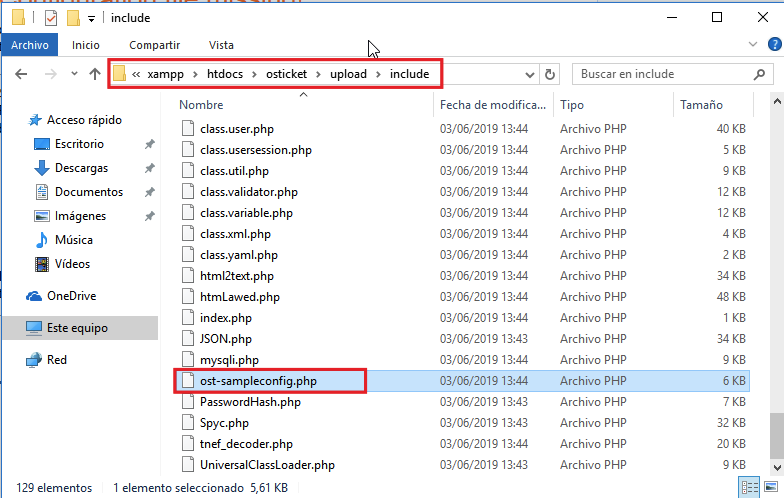 include
Archivo Inicio Compartir Vista
« xampp > htdocs > osticket > upload > include
Buscar en include
Nombre Fecha de modifica... Tipo Tamaño
Acceso rápido
Escritorio
Descargas
Documentos
Imágenes
Música
Vídeos
OneDrive
Este equipo
Red
class.user.php 03/06/2019 13:44 Archivo PHP 40 KB
class.usersession.php 03/06/2019 13:44 Archivo PHP 5 KB
class.util.php 03/06/2019 13:44 Archivo PHP 9 KB
class.validator.php 03/06/2019 13:44 Archivo PHP 12 KB
class.variable.php 03/06/2019 13:44 Archivo PHP 12 KB
class.xml.php 03/06/2019 13:44 Archivo PHP 4 KB
class.yaml.php 03/06/2019 13:44 Archivo PHP 2 KB
html2text.php 03/06/2019 13:44 Archivo PHP 34 KB
htmLawed.php 03/06/2019 13:44 Archivo PHP 48 KB
index.php 03/06/2019 13:44 Archivo PHP 1 KB
JSON.php 03/06/2019 13:43 Archivo PHP 34 KB
mysqli.php 03/06/2019 13:44 Archivo PHP 9 KB
ost-sampleconfig.php 03/06/2019 13:44 Archivo PHP 6 KB
PasswordHash.php 03/06/2019 13:43 Archivo PHP 7 KB
Spyc.php 03/06/2019 13:43 Archivo PHP 32 KB
tnef_decoder.php 03/06/2019 13:44 Archivo PHP 20 KB
UniversalClassLoader.php 03/06/2019 13:43 Archivo PHP 10 KB
129 elementos 1 elemento seleccionado 5,61 KB